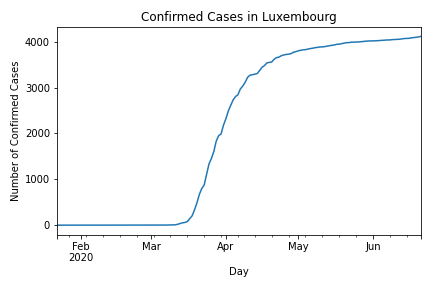 Confirmed Cases in Luxembourg
Number of Confirmed Cases
4000
3000
2000
1000
0
Feb Mar Apr May Jun
2020
Day